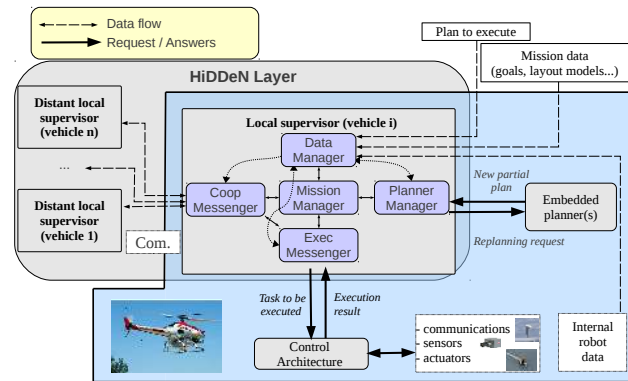 Data flow
Request / Answers
Plan to execute
Mission data
(goals, layout models...)
HiDDeN Layer
Distant local
supervisor
(vehicle n)
...
Distant local
supervisor
(vehicle 1)
Com.
Local supervisor (vehicle i)
Data
Manager
Coop
Messenger
Mission
Manager
Planner
Manager
Exec
Messenger
New partial
plan
Embedded
planner(s)
Replanning request
Task to be
executed
Execution
result
Control
Architecture
- communications
- sensors
- actuators
Internal
robot
data